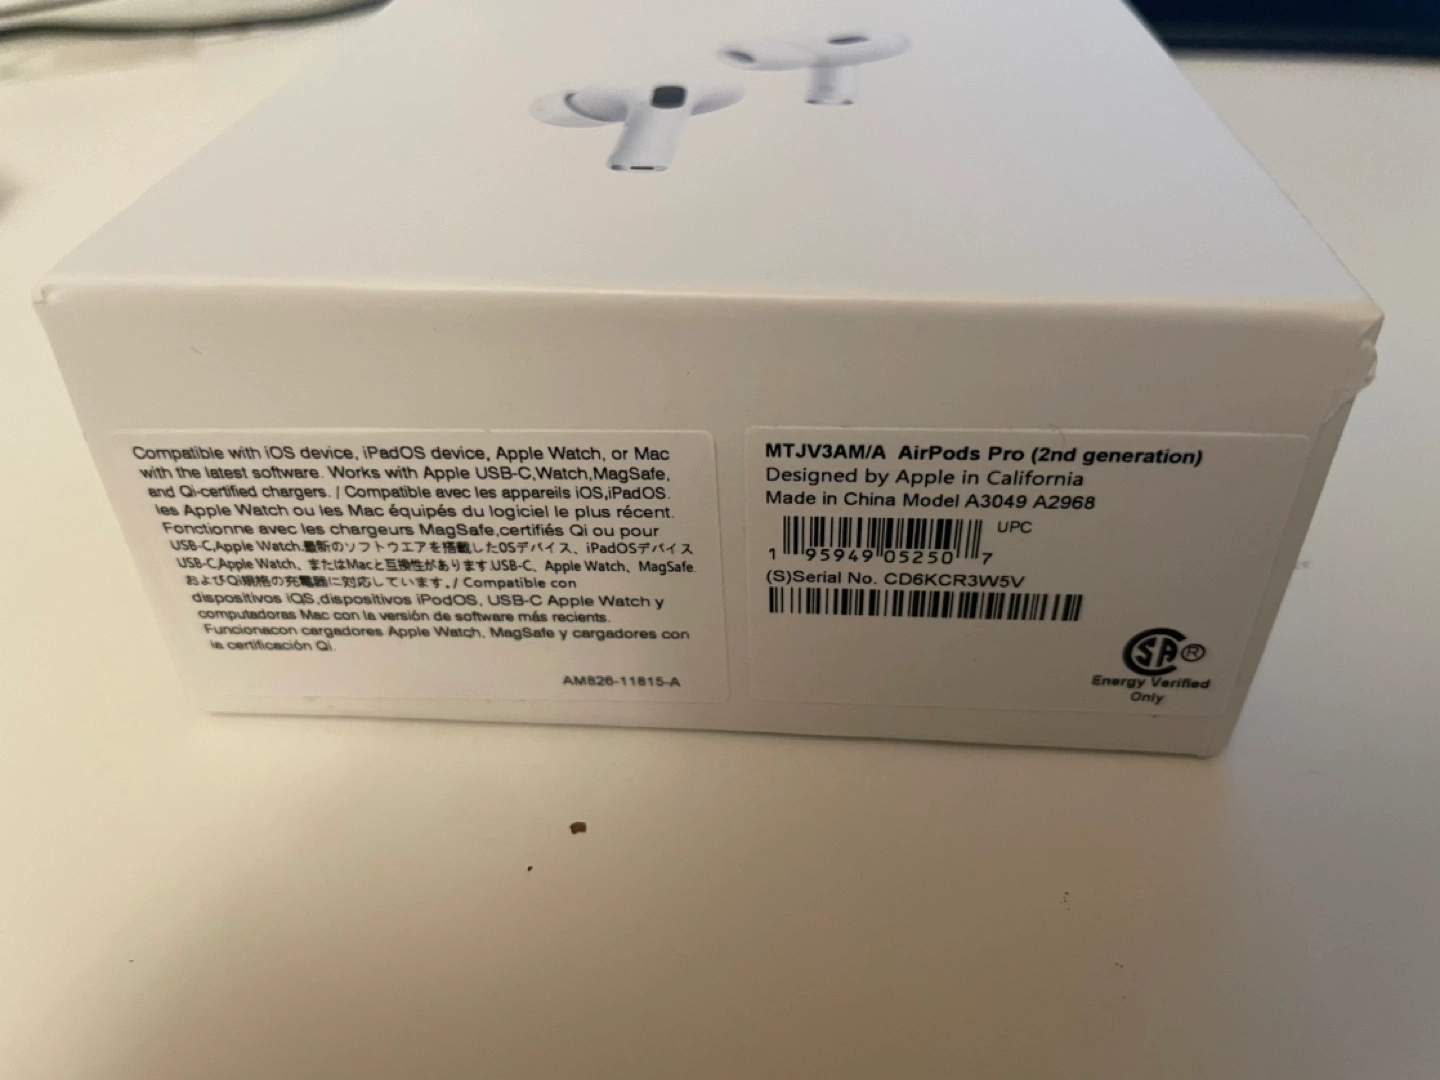 Compatible with iOS device, iPadOS device, Apple Watch, or Mac
with the latest software. Works with Apple USB-C,Watch,MagSafe,
and Qi-certified chargers. / Compatible avec les appareils iOS,iPadOS.
les Apple Watch ou les Mac équipés du logiciel le plus récent.
Fonctionne avec les chargeurs MagSafe,certifiés Qi ou pour
USB-C,Apple Watch.最新のソフトウエアを搭載したOSデバイス、iPadOSデバイス
USB-C,Apple Watch、またはMacと互換性があります.USB-C、Apple Watch、MagSafe.
およびQi規格の充電器に対応しています. / Compatible con
dispositivos iOS,dispositivos iPodOS, USB-C Apple Watch y
computadoras Mac con la versión de software más recients.
Funcionacon cargadores Apple Watch, MagSafe y cargadores con
la certificación Qi.
AM826-11815-A
MTJV3AM/A AirPods Pro (2nd generation)
Designed by Apple in California
Made in China Model A3049 A2968
UPC
1 95949 05250 7
(S)Serial No. CD6KCR3W5V
SA®
Energy Verified
Only